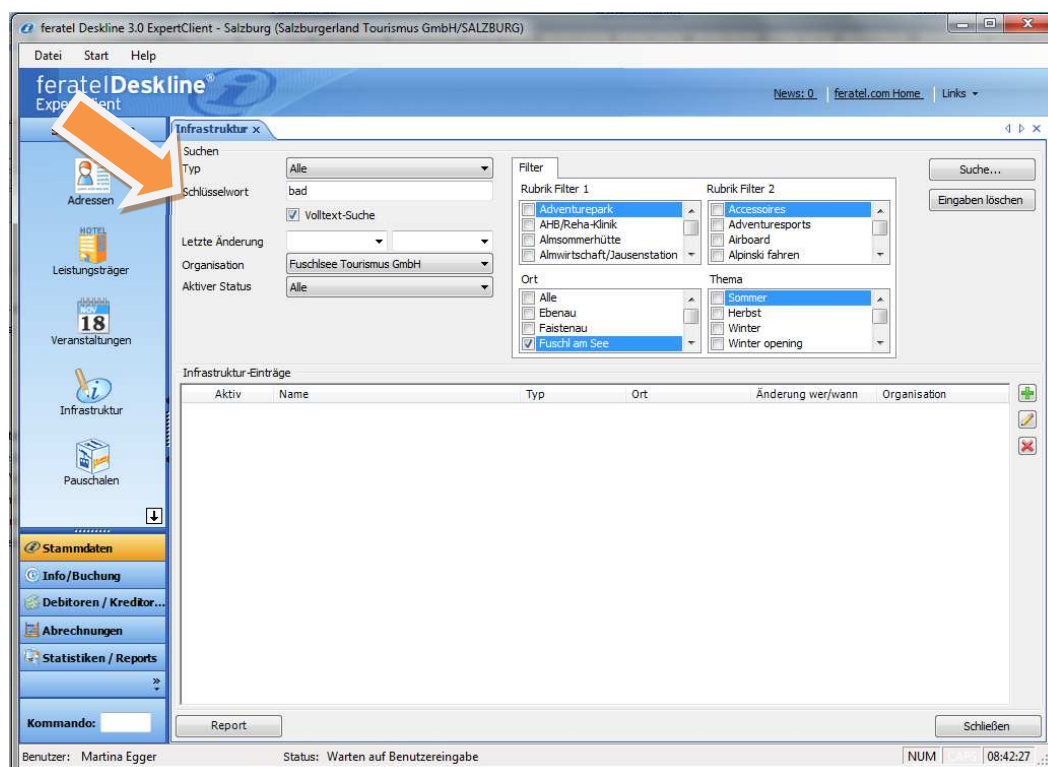 feratel Deskline 3.0 ExpertClient - Salzburg (Salzburgerland Tourismus GmbH/SALZBURG)
Datei Start Help
feratel Deskline®
News: 0 feratel.com Home Links
Infrastruktur x
Adressen
HOTEL
Leistungsträger
NOV
18
Veranstaltungen
Infrastruktur
Pauschalen
Stammdaten
Info/Buchung
Debitoren / Kreditor...
Abrechnungen
Statistiken / Reports
»
Kommando:
Suchen
Typ Alle
Schlüsselwort bad
Volltext-Suche
Letzte Änderung
Organisation Fuschlsee Tourismus GmbH
Aktiver Status Alle
Filter
Rubrik Filter 1
Adventurepark
AHB/Reha-Klinik
Almsommerhütte
Almwirtschaft/Jausenstation
Rubrik Filter 2
Accessoires
Adventuresports
Airboard
Alpinski fahren
Ort
Alle
Ebenau
Faistenau
Fuschl am See
Thema
Sommer
Herbst
Winter
Winter opening
Suche...
Eingaben löschen
Infrastruktur-Einträge
Aktiv Name Typ Ort Änderung wer/wann Organisation
Report
Schließen
Benutzer: Martina Egger Status: Warten auf Benutzereingabe NUM CAPS 08:42:27